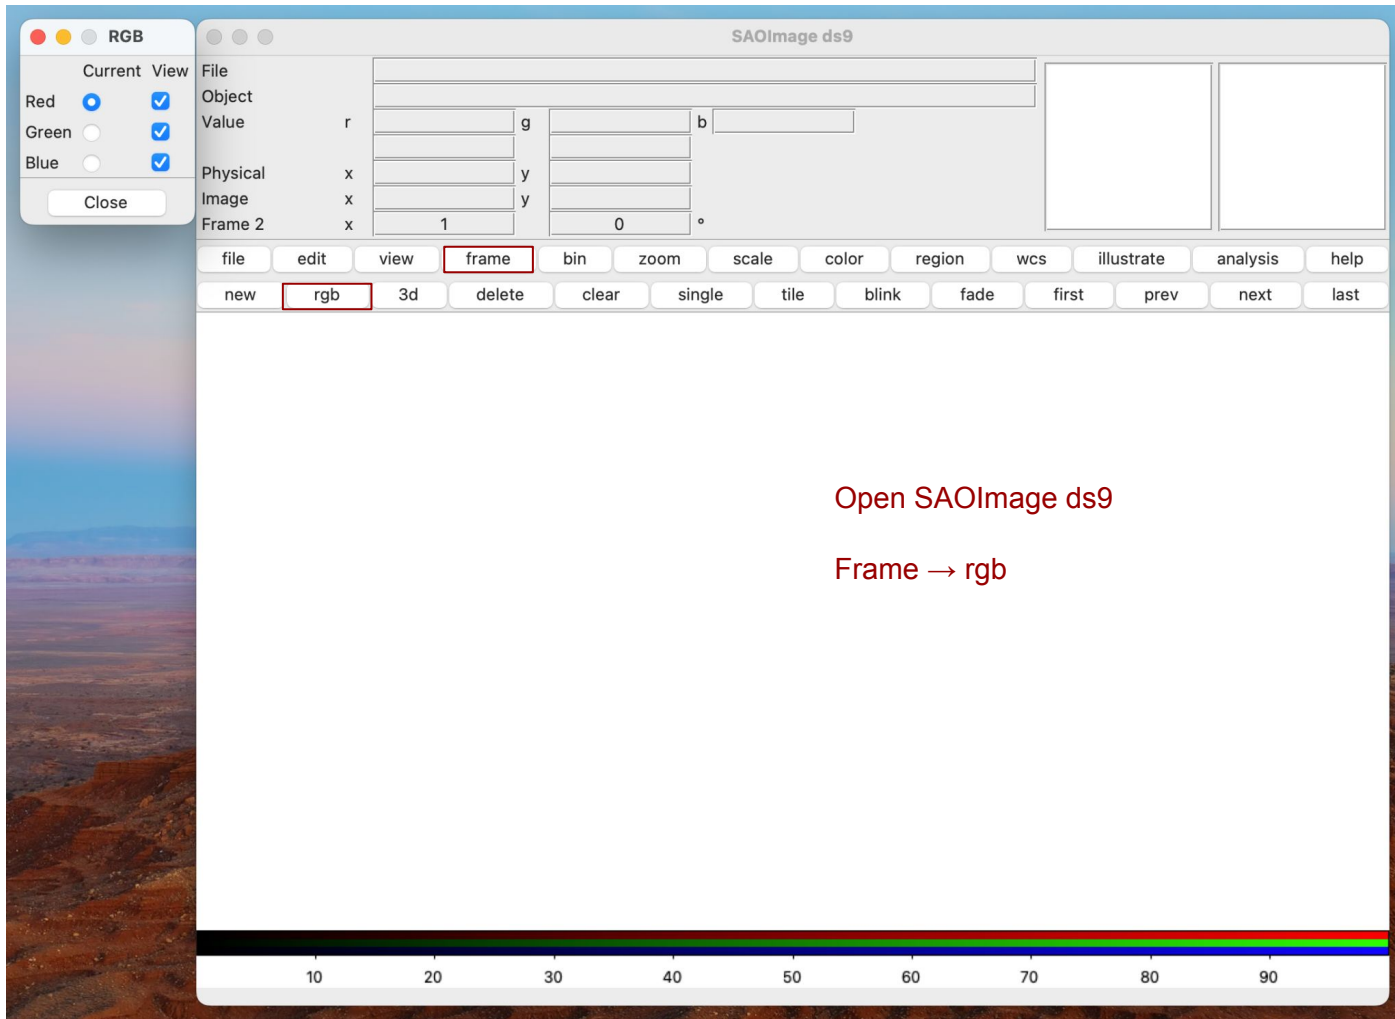 RGB
Current View
Red
Green
Blue
Close
SAOImage ds9
File
Object
Value r g b
Physical x y
Image x y
Frame 2 x 1 0 °
file edit view frame bin zoom scale color region wcs illustrate analysis help
new rgb 3d delete clear single tile blink fade first prev next last
Open SAOImage ds9
Frame → rgb
10 20 30 40 50 60 70 80 90